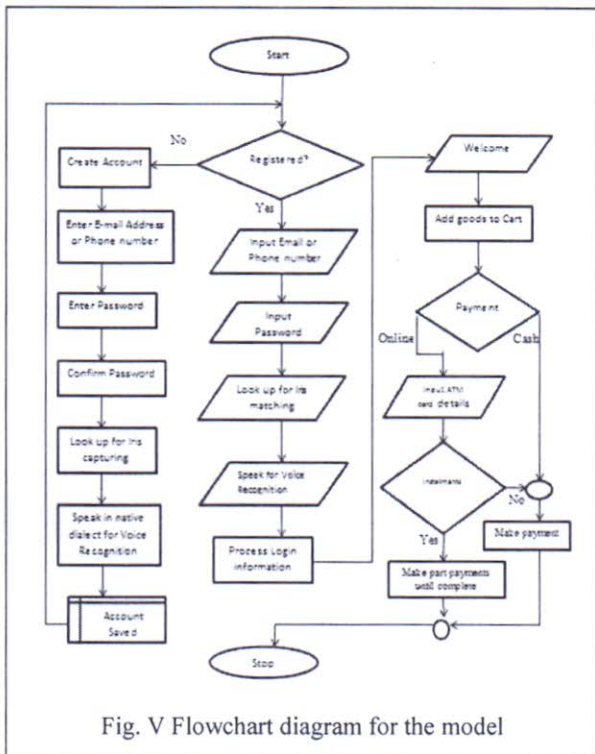 Start
No
Registered?
Yes
Create Account
Enter E-mail Address
or Phone number
Enter Password
Confirm Password
Look up for Iris
capturing
Speak in native
dialect for Voice
Recognition
Account
Saved
Input Email or
Phone number
Input
Password
Look up for Iris
matching
Speak for Voice
Recognition
Process Login
information
Welcome
Add goods to Cart
Payment
Online
Cash
Input ATM
card details
Instalments
No
Yes
Make payment
Make part payments
until complete
Stop
Fig. V Flowchart diagram for the model